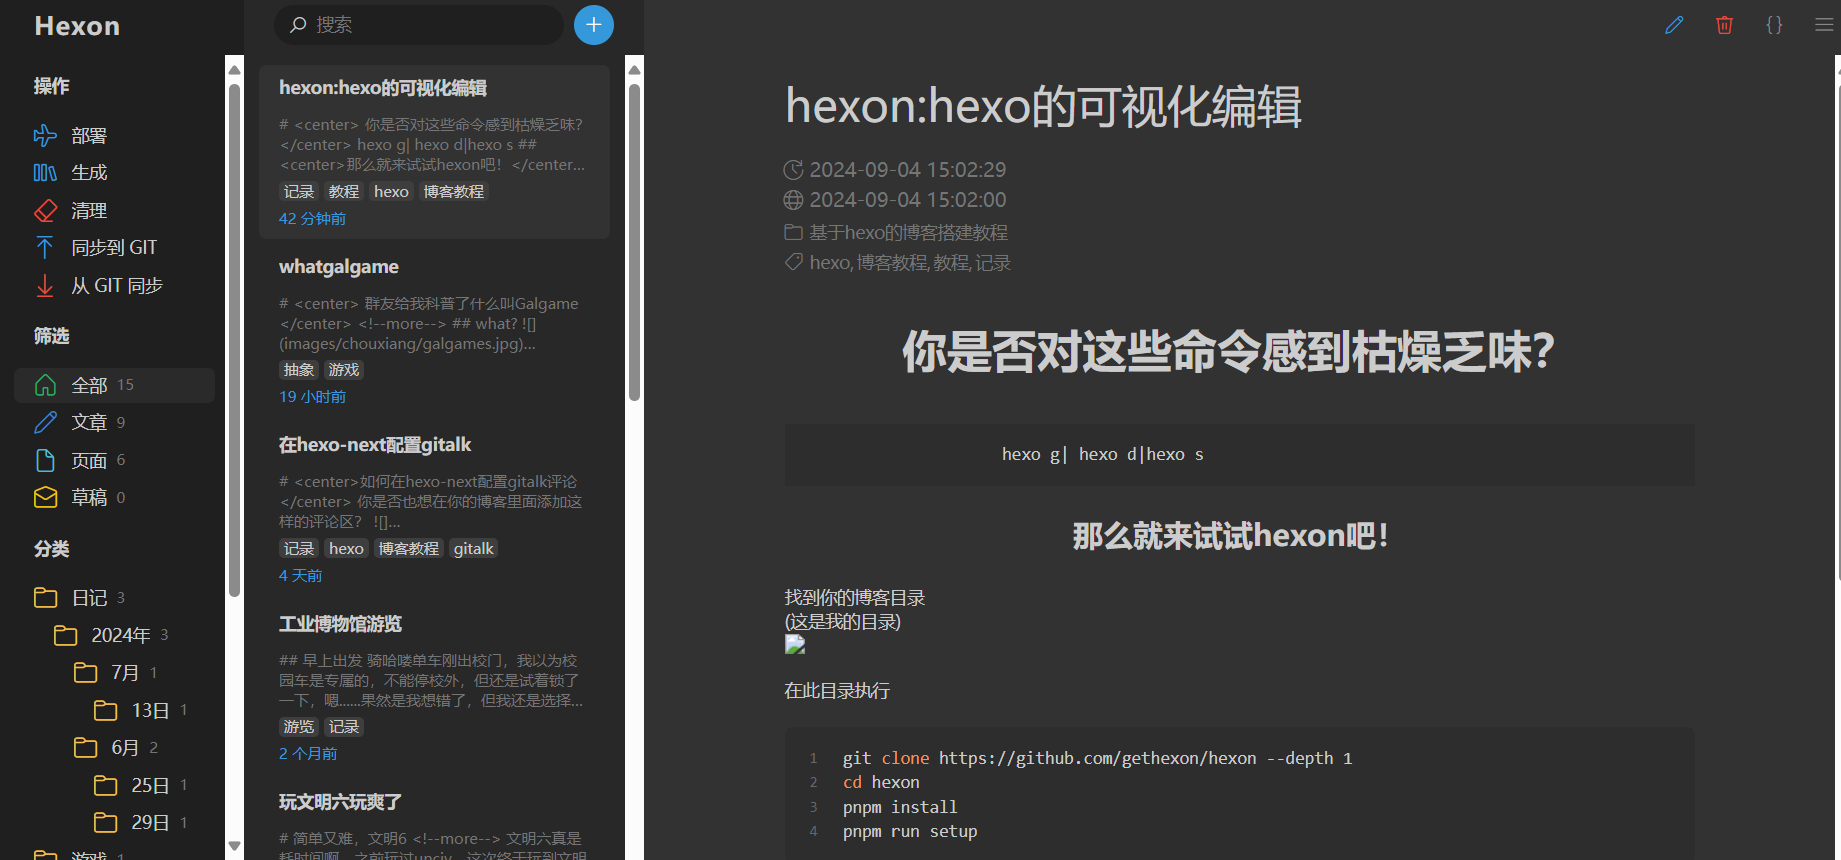 Hexon
操作
部署
生成
清理
同步到 GIT
从 GIT 同步
筛选
全部 15
文章 9
页面 6
草稿 0
分类
日记 3
2024年 3
7月 1
13日 1
6月 2
25日 1
29日 1
游戏 1
搜索
hexon:hexo的可视化编辑
# <center> 你是否对这些命令感到枯燥乏味?
</center> hexo g| hexo d|hexo s ##
<center>那么就来试试hexon吧！</center...
记录 教程 hexo 博客教程
42 分钟前
whatgalgame
# <center> 群友给我科普了什么叫Galgame
</center> <!--more--> ## what? ![]
(images/chouxiang/galgames.jpg)...
抽象 游戏
19 小时前
在hexo-next配置gitalk
# <center>如何在hexo-next配置gitalk评论
</center> 你是否也想在你的博客里面添加这
样的评论区？ ![]...
记录 hexo 博客教程 gitalk
4 天前
工业博物馆游览
## 早上出发 骑哈喽单车刚出校门，我以为校
园车是专属的，不能停校外，但还是试着锁了
一下，嗯......果然是我想错了，但我还是选择...
游览 记录
2 个月前
玩文明六玩爽了
# 简单又难，文明6 <!--more--> 文明六真是
耗时间啊，之前玩过unciv，这次终于玩到文明
hexon:hexo的可视化编辑
2024-09-04 15:02:29
2024-09-04 15:02:00
基于hexo的博客搭建教程
hexo, 博客教程, 教程, 记录
你是否对这些命令感到枯燥乏味?
hexo g| hexo d|hexo s
那么就来试试hexon吧！
找到你的博客目录
(这是我的目录)
在此目录执行
1 git clone https://github.com/gethexon/hexon --depth 1
2 cd hexon
3 pnpm install
4 pnpm run setup